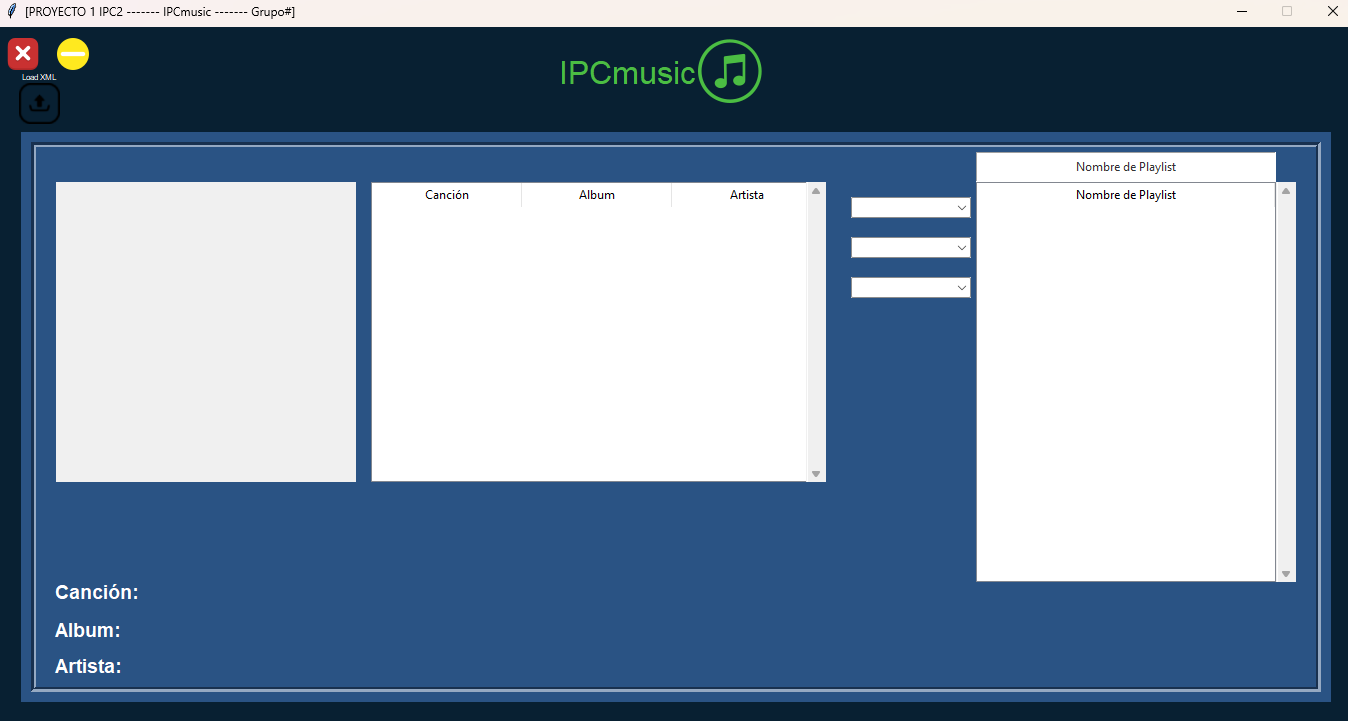 [PROYECTO 1 IPC2 ------- IPCmusic ------- Grupo#]
Load XML
IPCmusic
Nombre de Playlist
Canción Album Artista
Nombre de Playlist
Canción:
Album:
Artista: